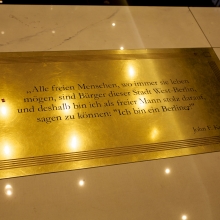 „Alle freien Menschen, wo immer sie leben
mögen, sind Bürger dieser Stadt West-Berlin,
und deshalb bin ich als freier Mann stolz darauf,
sagen zu können: "Ich bin ein Berliner"
John F.